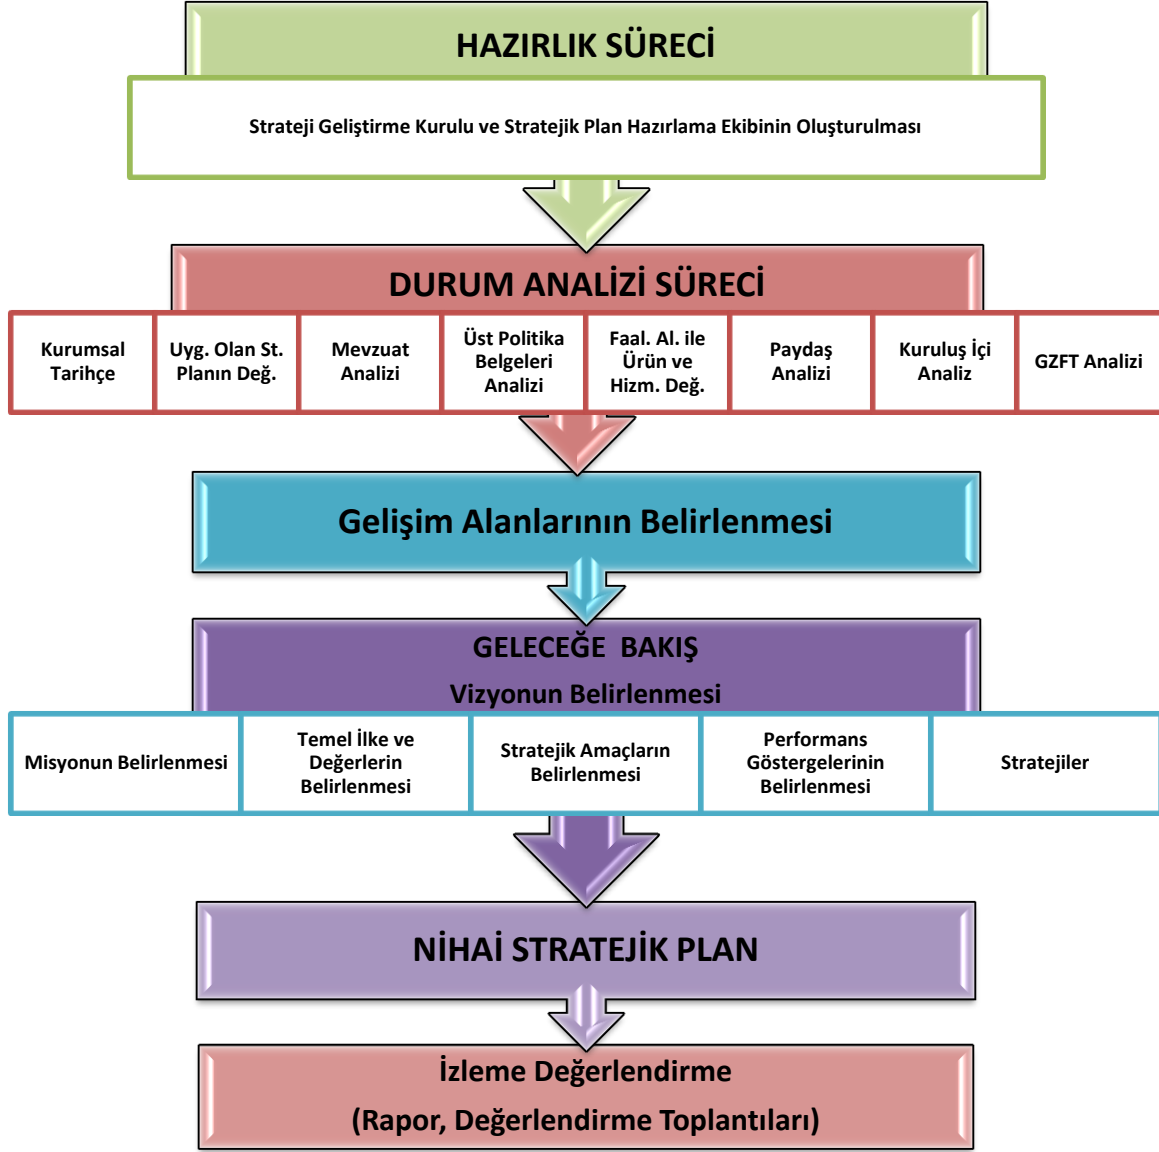 HAZIRLIK SÜRECİ
Strateji Geliştirme Kurulu ve Stratejik Plan Hazırlama Ekibinin Oluşturulması
DURUM ANALİZİ SÜRECİ
Kurumsal
Tarihçe
Uyg. Olan St.
Planın Değ.
Mevzuat
Analizi
Üst Politika
Belgeleri
Analizi
Faal. Al. ile
Ürün ve
Hizm. Değ.
Paydaş
Analizi
Kuruluş İçi
Analiz
GZFT Analizi
Gelişim Alanlarının Belirlenmesi
GELECEĞE BAKIŞ
Vizyonun Belirlenmesi
Misyonun Belirlenmesi
Temel İlke ve
Değerlerin
Belirlenmesi
Stratejik Amaçların
Belirlenmesi
Performans
Göstergelerinin
Belirlenmesi
Stratejiler
NİHAİ STRATEJİK PLAN
İzleme Değerlendirme
(Rapor, Değerlendirme Toplantıları)